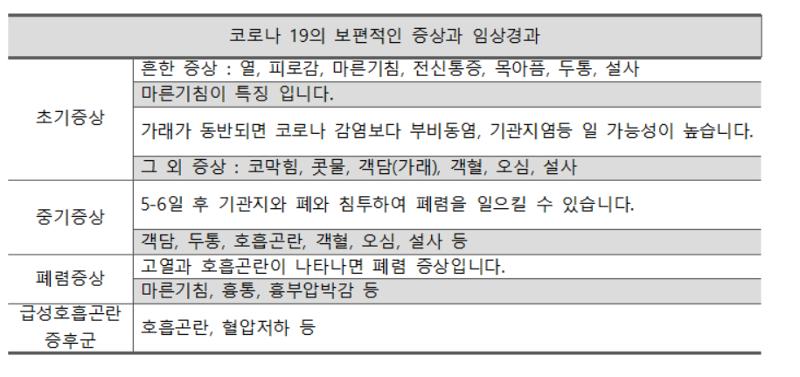 코로나 19의 보편적인 증상과 임상경과
초기증상
흔한 증상 : 열, 피로감, 마른기침, 전신통증, 목아픔, 두통, 설사
마른기침이 특징 입니다.
가래가 동반되면 코로나 감염보다 부비동염, 기관지염등 일 가능성이 높습니다.
그 외 증상 : 코막힘, 콧물, 객담(가래), 객혈, 오심, 설사
중기증상
5-6일 후 기관지와 폐와 침투하여 폐렴을 일으킬 수 있습니다.
객담, 두통, 호흡곤란, 객혈, 오심, 설사 등
폐렴증상
고열과 호흡곤란이 나타나면 폐렴 증상입니다.
마른기침, 흉통, 흉부압박감 등
급성호흡곤란
증후군
호흡곤란, 혈압저하 등